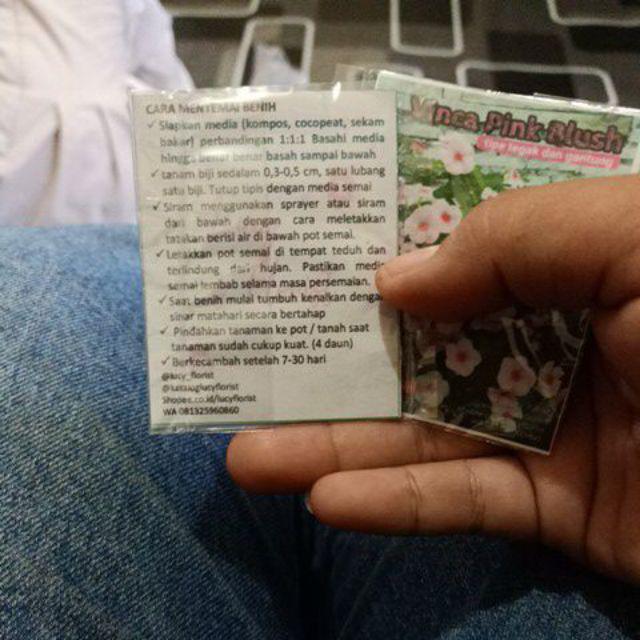 CARA MENYEMAI BENIH
✓ Siapkan media (kompos, cocopeat, sekam
bakar) perbandingan 1:1:1 Basahi media
hingga benar benar basah sampai bawah
✓ tanam biji sedalam 0,3-0,5 cm, satu lubang
satu biji. Tutup tipis dengan media semai
✓ Siram menggunakan sprayer atau siram
dari bawah dengan cara meletakkan
tatakan berisi air di bawah pot semai.
✓ Letakkan pot semai di tempat teduh dan
terlindung dari hujan. Pastikan media
semai lembab selama masa persemaian.
✓ Saat benih mulai tumbuh kenalkan dengan
sinar matahari secara bertahap
✓ Pindahkan tanaman ke pot / tanah saat
tanaman sudah cukup kuat. (4 daun)
✓ Berkecambah setelah 7-30 hari
@lucy_florist
Shopee.co.id/lucyflorist
WA 081325960860
Vinca Pink Blush